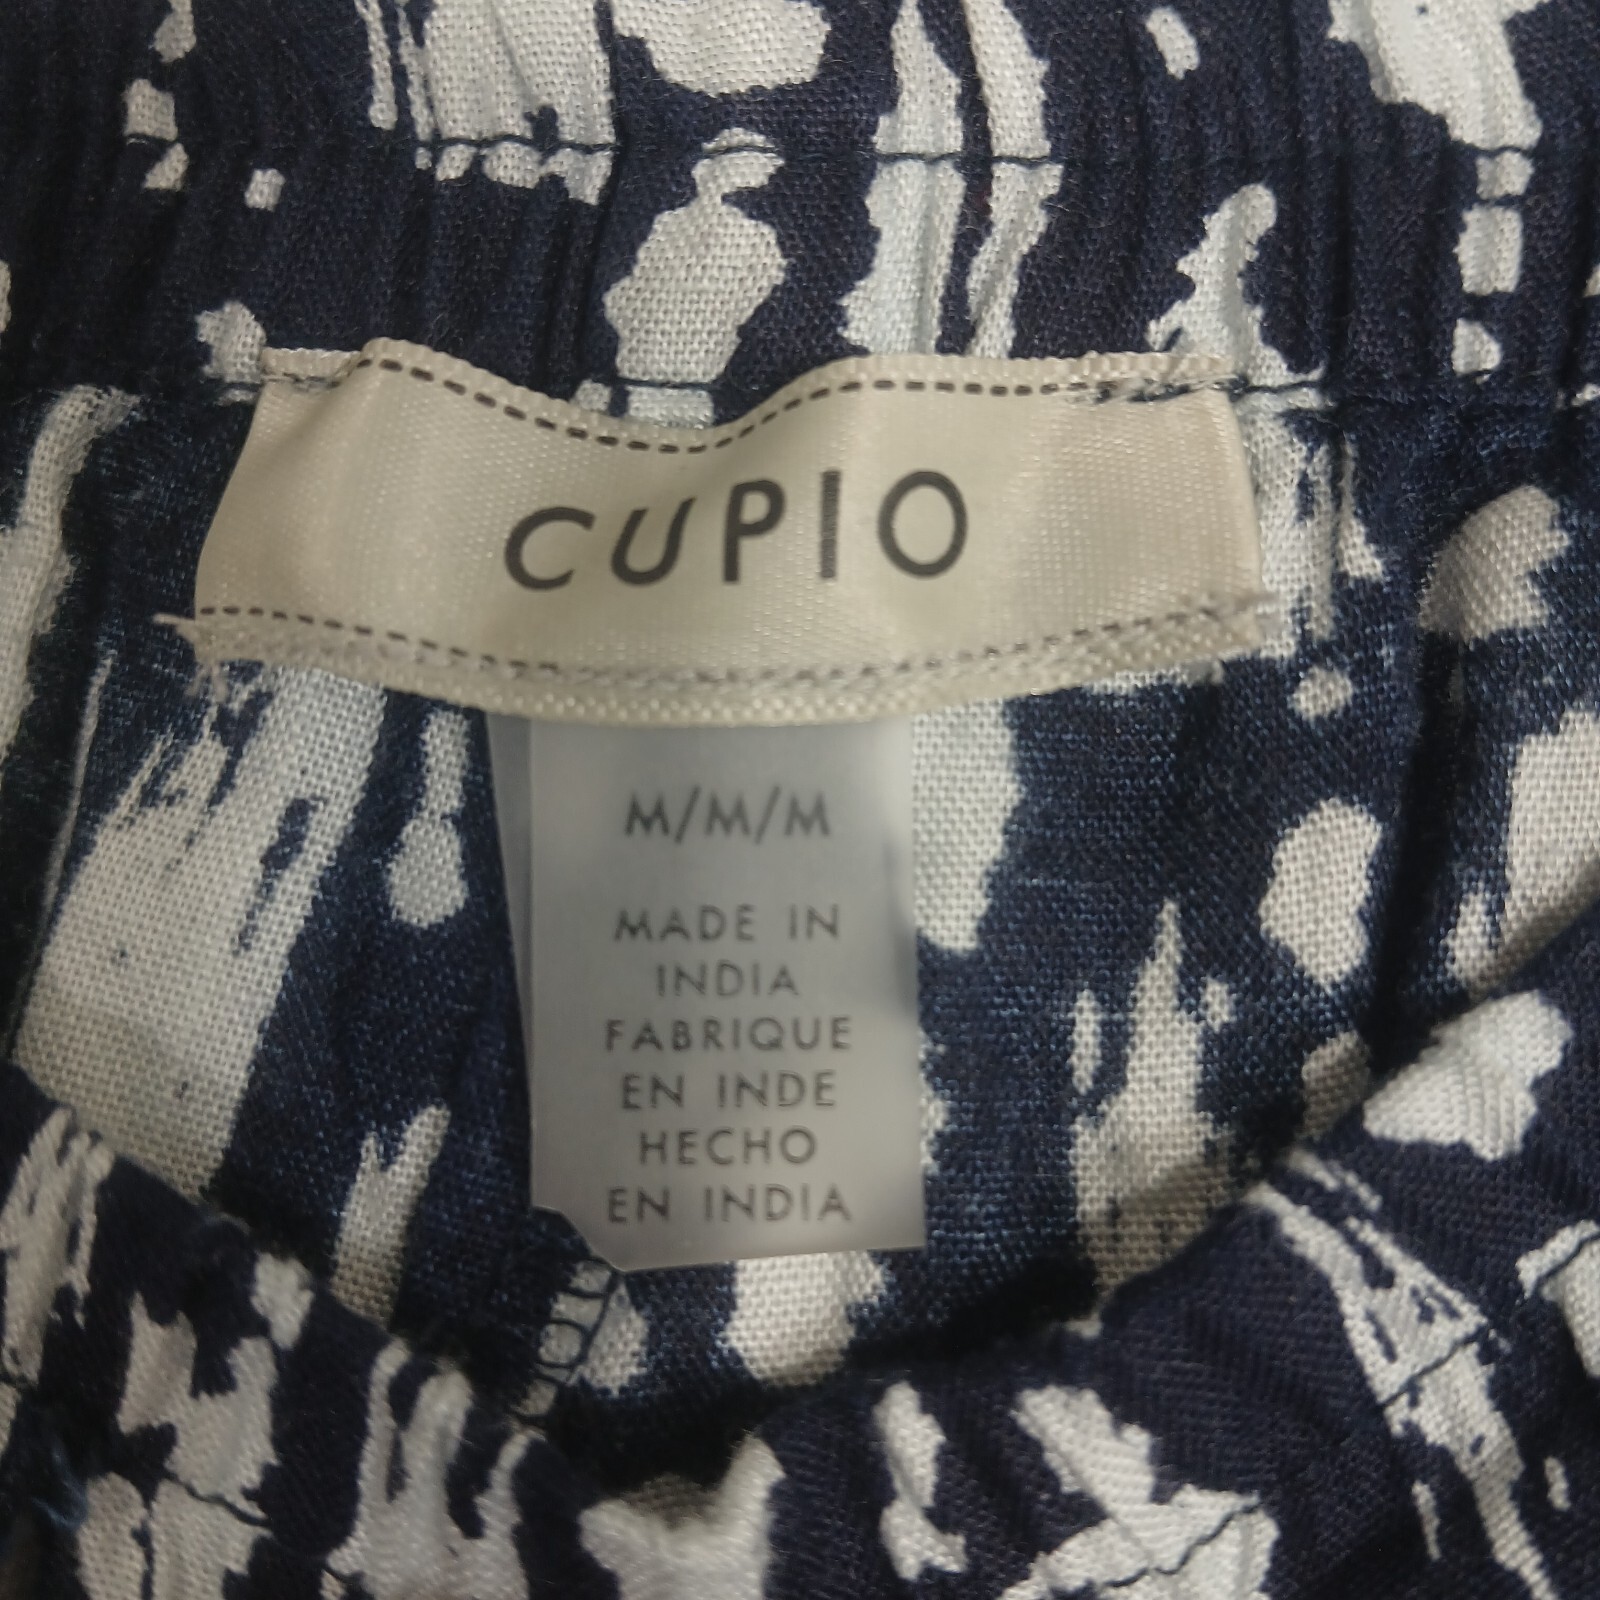 CUPIO
M/M/M
MADE IN
INDIA
FABRIQUE
EN INDE
HECHO
EN INDIA